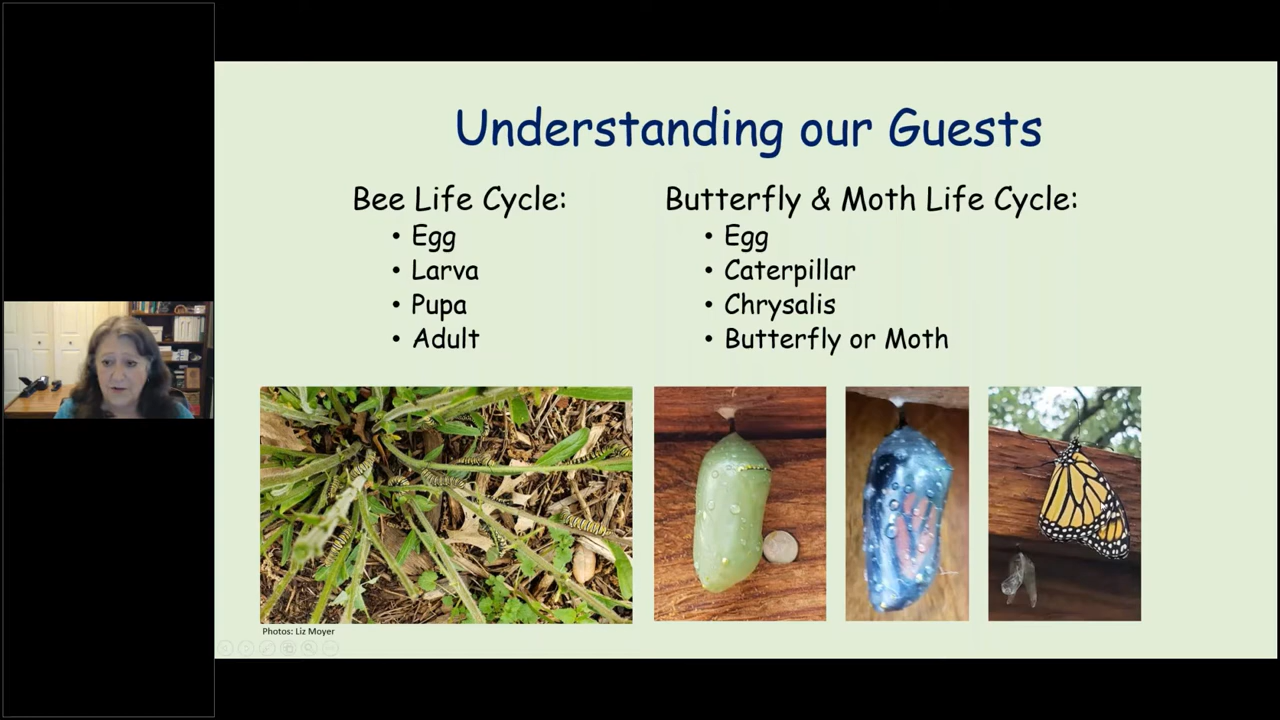 Understanding our Guests
Bee Life Cycle:
• Egg
• Larva
• Pupa
• Adult
Butterfly & Moth Life Cycle:
• Egg
• Caterpillar
• Chrysalis
• Butterfly or Moth
Photos: Liz Moyer